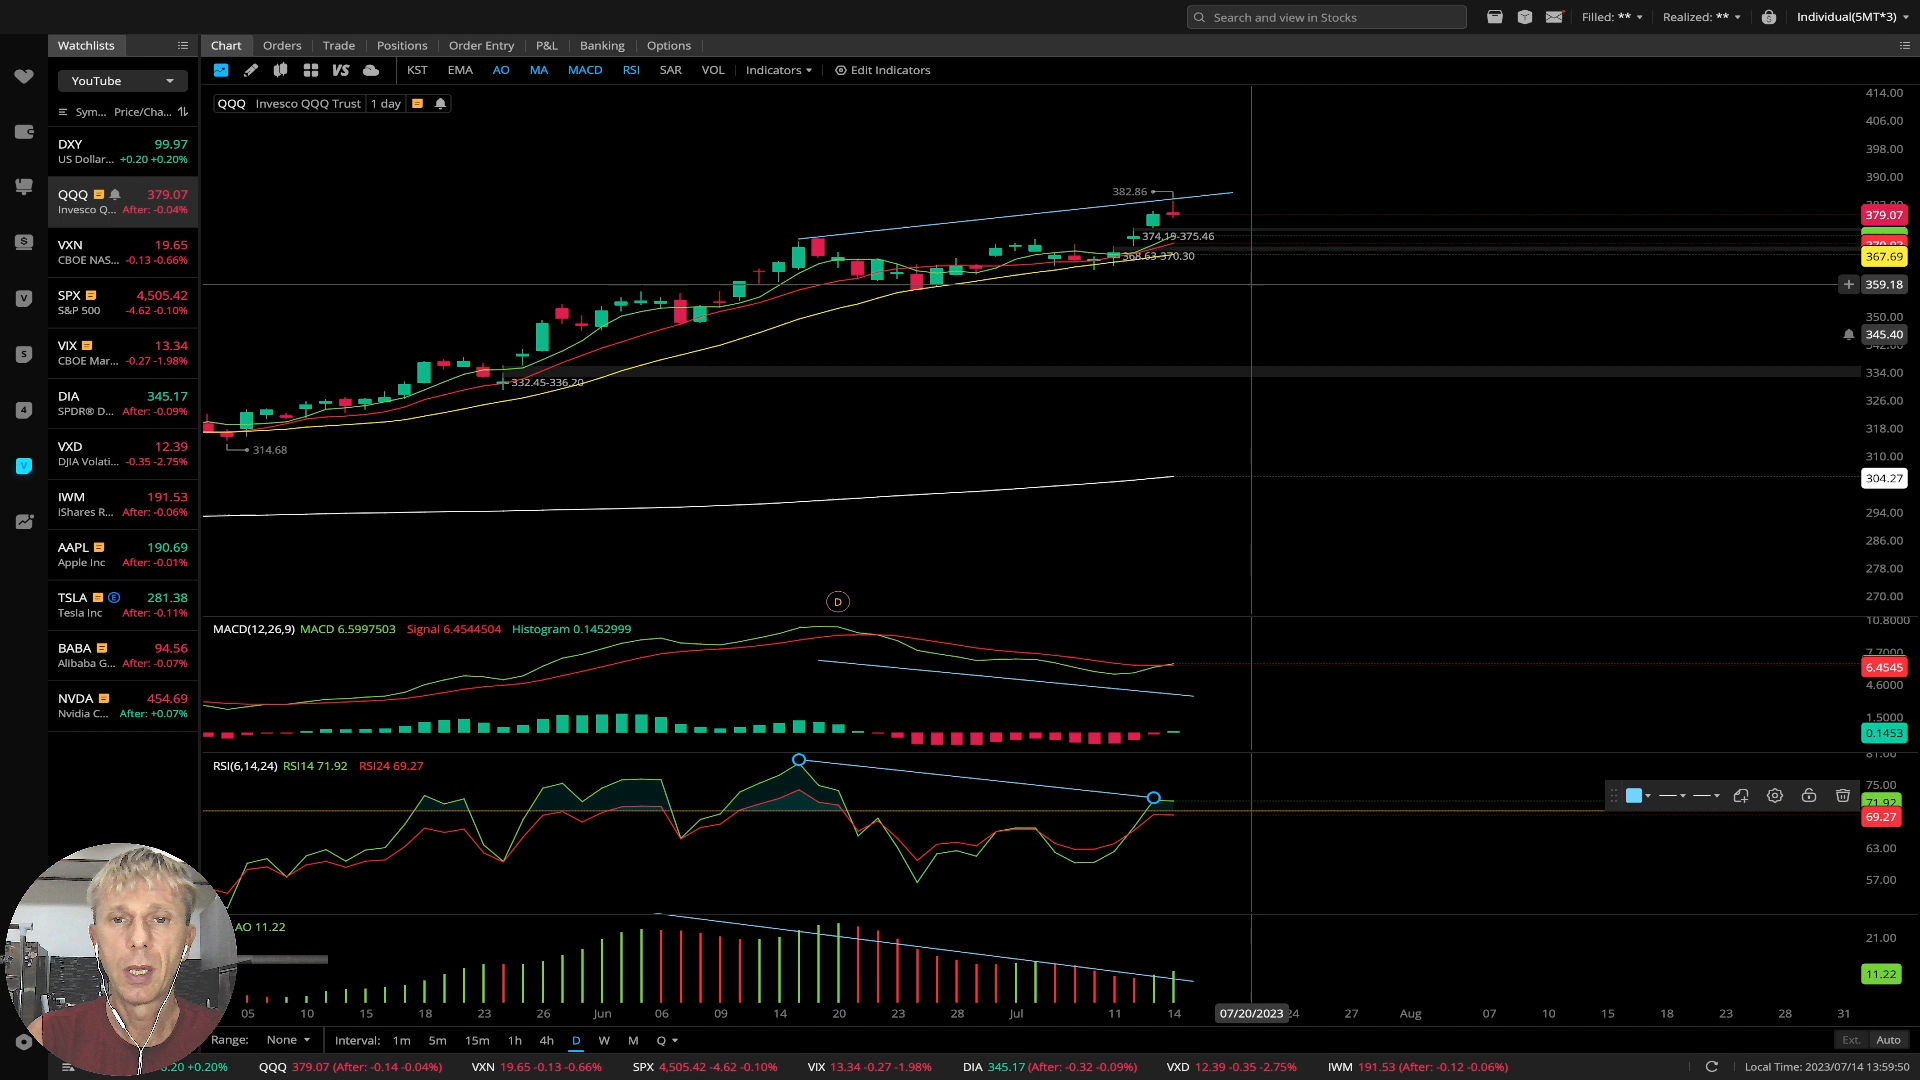 Search and view in Stocks Filled: ** Realized: ** Individual(5MT*3)
Watchlists Chart Orders Trade Positions Order Entry P&L Banking Options
YouTube VS KST EMA AO MA MACD RSI SAR VOL Indicators Edit Indicators
Sym... Price/Cha...
QQQ Invesco QQQ Trust 1 day
DXY 99.97
US Dollar... +0.20 +0.20%
QQQ 379.07
Invesco Q... After: -0.04%
VXN 19.65
CBOE NAS... -0.13 -0.66%
SPX 4,505.42
S&P 500 -4.62 -0.10%
VIX 13.34
CBOE Mar... -0.27 -1.98%
DIA 345.17
SPDR® D... After: -0.09%
VXD 12.39
DJIA Volati... -0.35 -2.75%
IWM 191.53
iShares R... After: -0.06%
AAPL 190.69
Apple Inc After: -0.01%
TSLA E 281.38
Tesla Inc After: -0.11%
BABA 94.56
Alibaba G... After: -0.07%
NVDA 454.69
Nvidia C... After: +0.07%
382.86
374.19-375.46
368.63-370.30
332.45-336.20
314.68
D
414.00
406.00
398.00
390.00
379.07
367.69
359.18
350.00
345.40
334.00
326.00
318.00
310.00
304.27
294.00
286.00
278.00
270.00
MACD(12,26,9) MACD 6.5997503 Signal 6.4544504 Histogram 0.1452999
10.8000
7.7000
6.4545
4.6000
1.5000
0.1453
RSI(6,14,24) RSI14 71.92 RSI24 69.27
81.00
75.00
71.92
69.27
63.00
57.00
AO 11.22
21.00
11.22
05 10 15 18 23 26 Jun 06 09 14 20 23 28 Jul 11 14 07/20/2023 24 27 Aug 07 10 15 18 23 28 31
Range: None Interval: 1m 5m 15m 1h 4h D W M Q Ext. Auto
+0.20% QQQ 379.07 (After: -0.14 -0.04%) VXN 19.65 -0.13 -0.66% SPX 4,505.42 -4.62 -0.10% VIX 13.34 -0.27 -1.98% DIA 345.17 (After: -0.32 -0.09%) VXD 12.39 -0.35 -2.75% IWM 191.53 (After: -0.12 -0.06%) Local Time: 2023/07/14 13:59:50